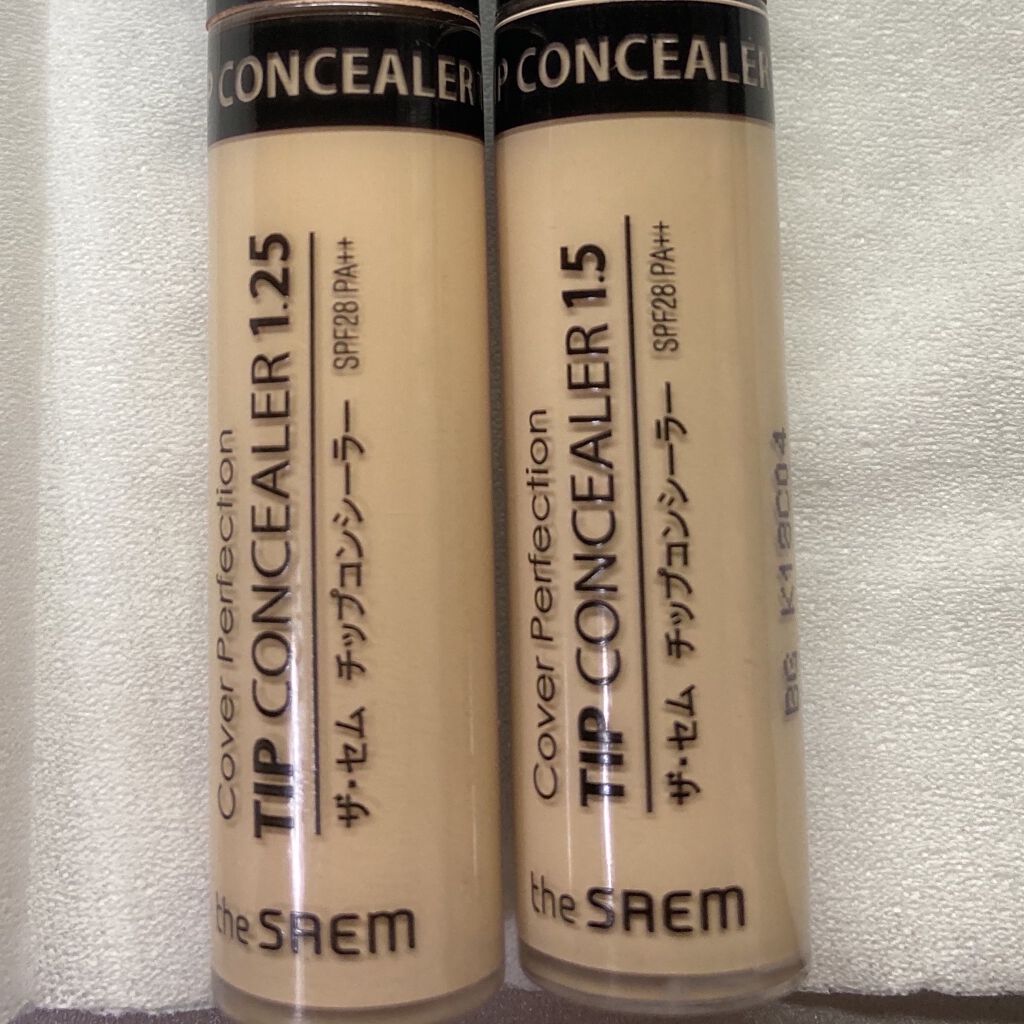 P CONCEALER
Cover Perfection
TIP CONCEALER 1.25
ザ・セム チップコンシーラー SPF28 PA++
the SAEM
P CONCEALER
Cover Perfection
TIP CONCEALER 1.5
ザ・セム チップコンシーラー SPF28 PA++
the SAEM
BG K18C04